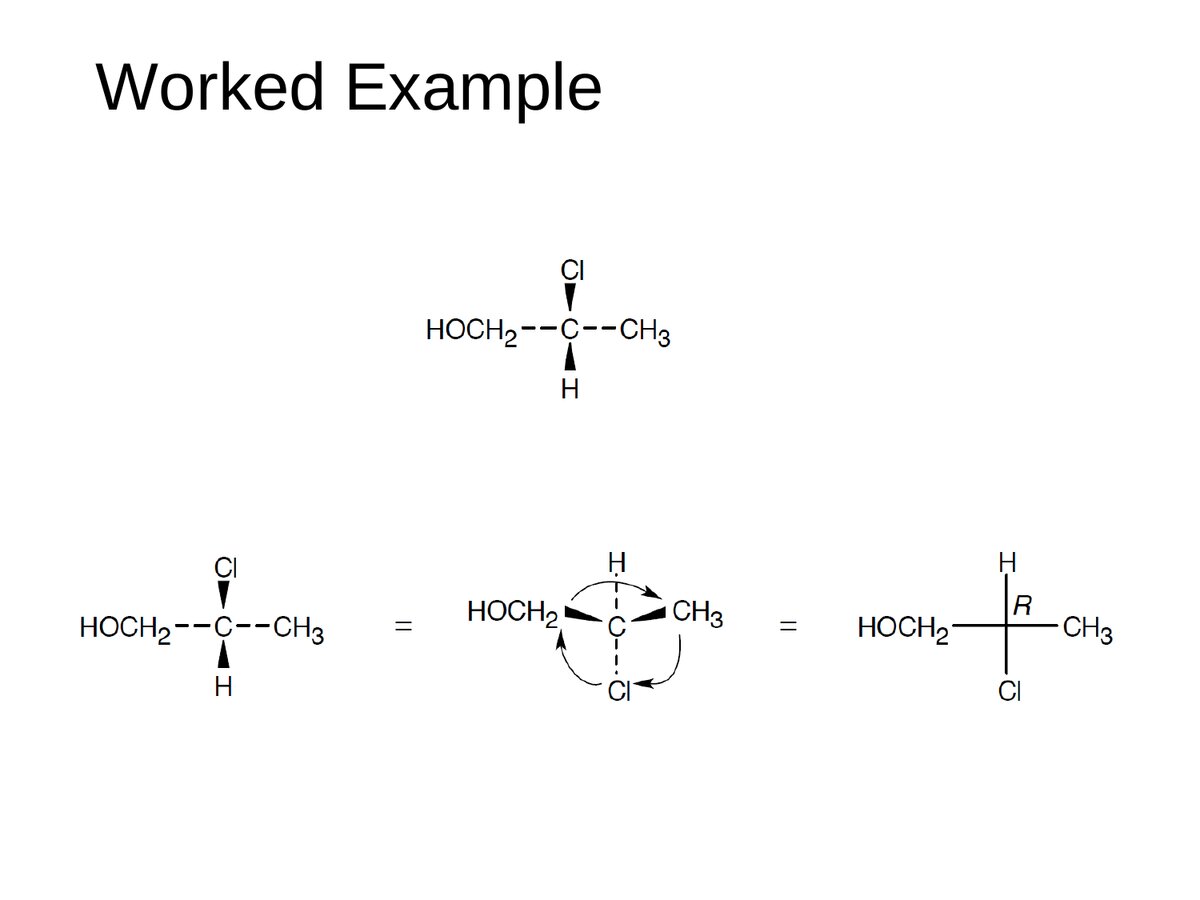 Worked Example
Cl
HOCH2 C CH3
H
Cl H H
HOCH2 C CH3 = HOCH2 C CH3 = HOCH2 R CH3
H Cl Cl